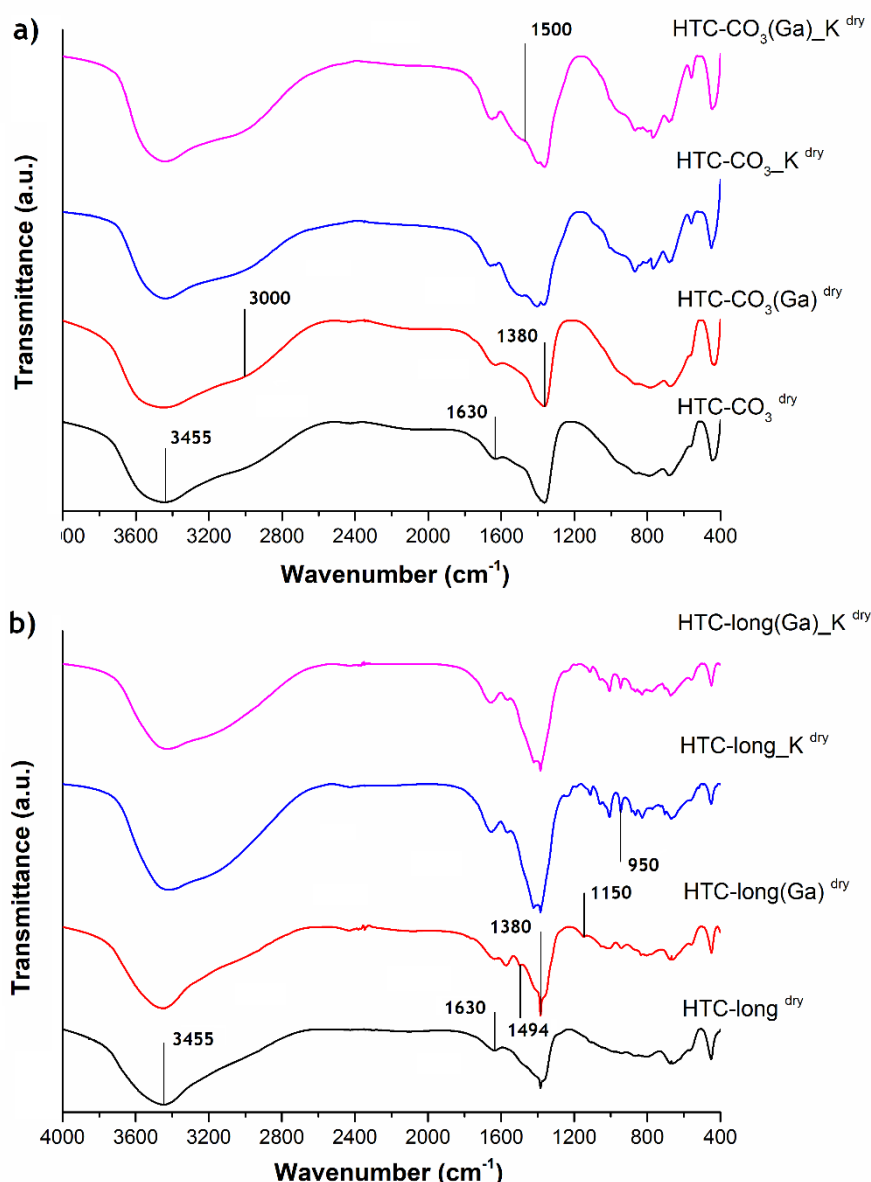 a)
HTC-CO₃(Ga)_K ᵈʳʸ
1500
HTC-CO₃_K ᵈʳʸ
3000
HTC-CO₃(Ga) ᵈʳʸ
1380
HTC-CO₃ ᵈʳʸ
1630
3455
Transmittance (a.u.)
000 3600 3200 2800 2400 2000 1600 1200 800 400
Wavenumber (cm⁻¹)
b)
HTC-long(Ga)_K ᵈʳʸ
HTC-long_K ᵈʳʸ
950
HTC-long(Ga) ᵈʳʸ
1150
1380
HTC-long ᵈʳʸ
1630
1494
3455
Transmittance (a.u.)
4000 3600 3200 2800 2400 2000 1600 1200 800 400
Wavenumber (cm⁻¹)